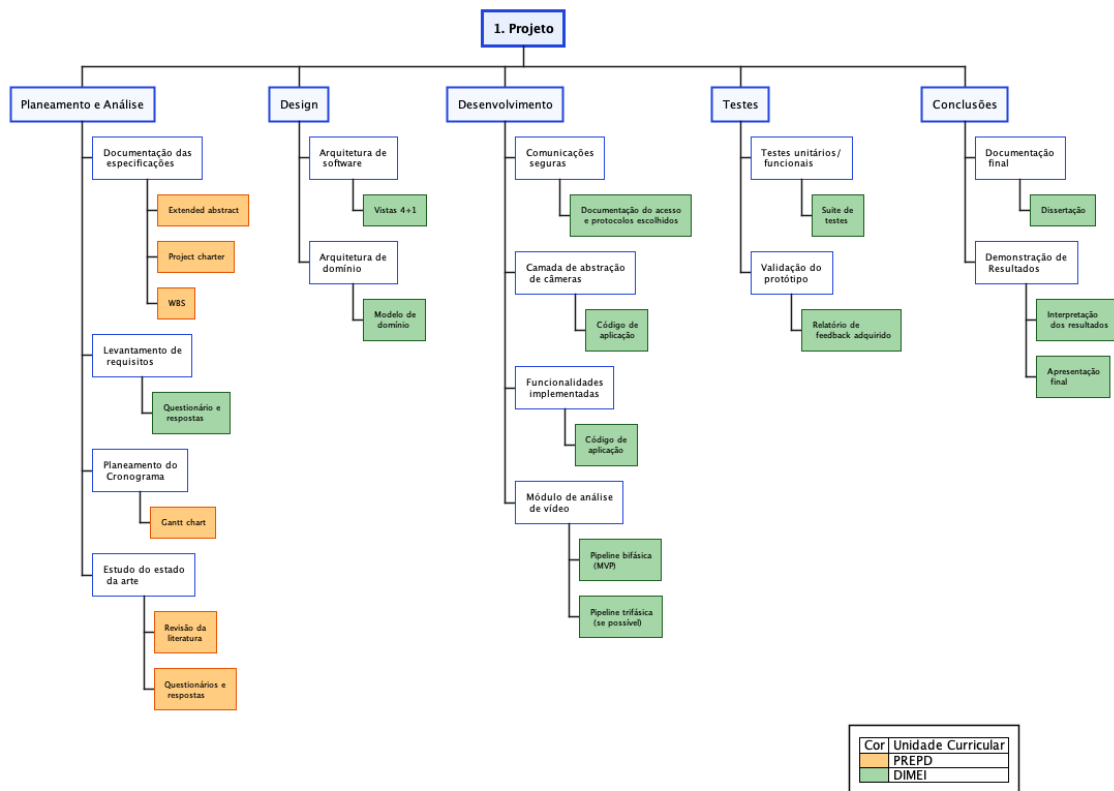 1. Projeto
Planeamento e Análise
Documentação das
especificações
Extended abstract
Project charter
WBS
Levantamento de
requisitos
Questionário e
respostas
Planeamento do
Cronograma
Gantt chart
Estudo do estado
da arte
Revisão da
literatura
Questionários e
respostas
Design
Arquitetura de
software
Vistas 4+1
Arquitetura de
domínio
Modelo de
domínio
Desenvolvimento
Comunicações
seguras
Documentação do acesso
e protocolos escolhidos
Camada de abstração
de câmeras
Código de
aplicação
Funcionalidades
implementadas
Código de
aplicação
Módulo de análise
de vídeo
Pipeline bifásica
(MVP)
Pipeline trifásica
(se possível)
Testes
Testes unitários/
funcionais
Suite de
testes
Validação do
protótipo
Relatório de
feedback adquirido
Conclusões
Documentação
final
Dissertação
Demonstração de
Resultados
Interpretação
dos resultados
Apresentação
final
Cor Unidade Curricular
PREPD
DIMEI